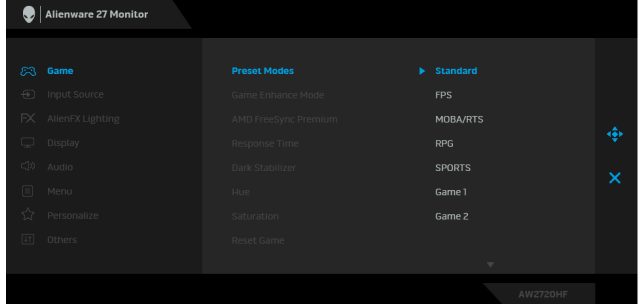 Alienware 27 Monitor
Game
Preset Modes
Standard
Input Source
Game Enhance Mode
FPS
FX
AlienFX Lighting
AMD FreeSync Premium
MOBA/RTS
Display
Response Time
RPG
Audio
Dark Stabilizer
SPORTS
Menu
Hue
Game 1
Personalize
Saturation
Game 2
Others
Reset Game
AW2720HF